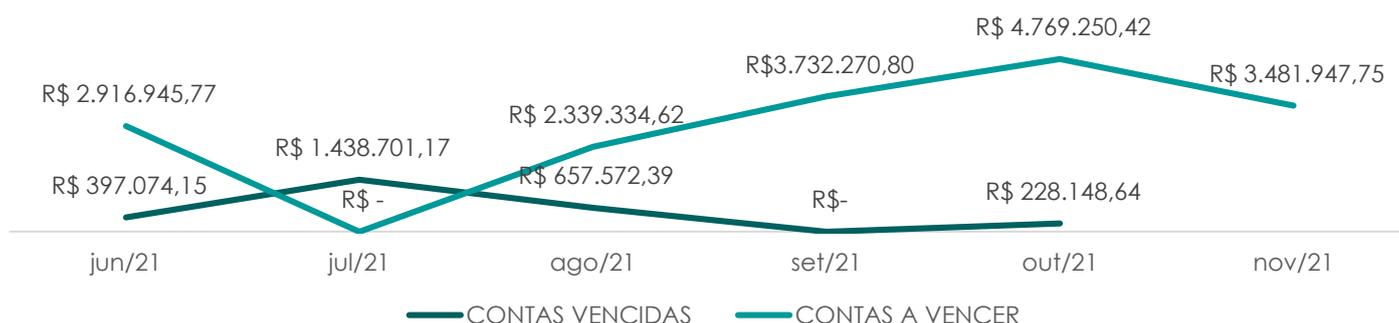 R$ 4.769.250,42
R$3.732.270,80
R$ 3.481.947,75
R$ 2.916.945,77
R$ 2.339.334,62
R$ 1.438.701,17
R$ 657.572,39
R$ 397.074,15
R$ -
R$-
R$ 228.148,64
jun/21 jul/21 ago/21 set/21 out/21 nov/21
CONTAS VENCIDAS CONTAS A VENCER